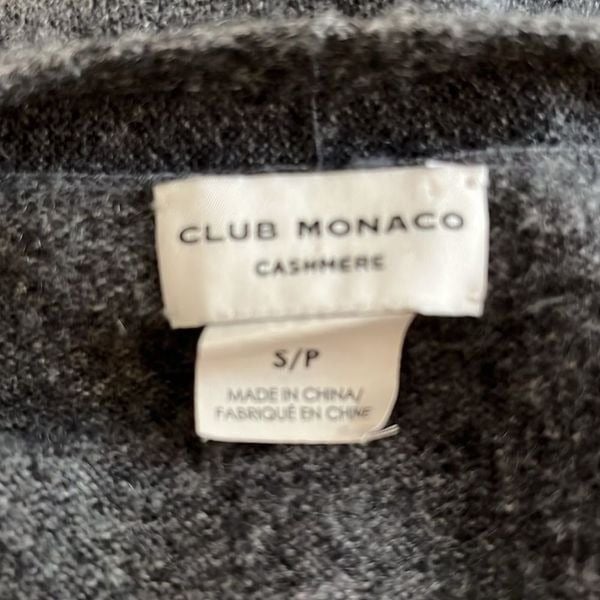 CLUB MONACO
CASHMERE
S/P
MADE IN CHINA/
FABRIQUÉ EN CHINE